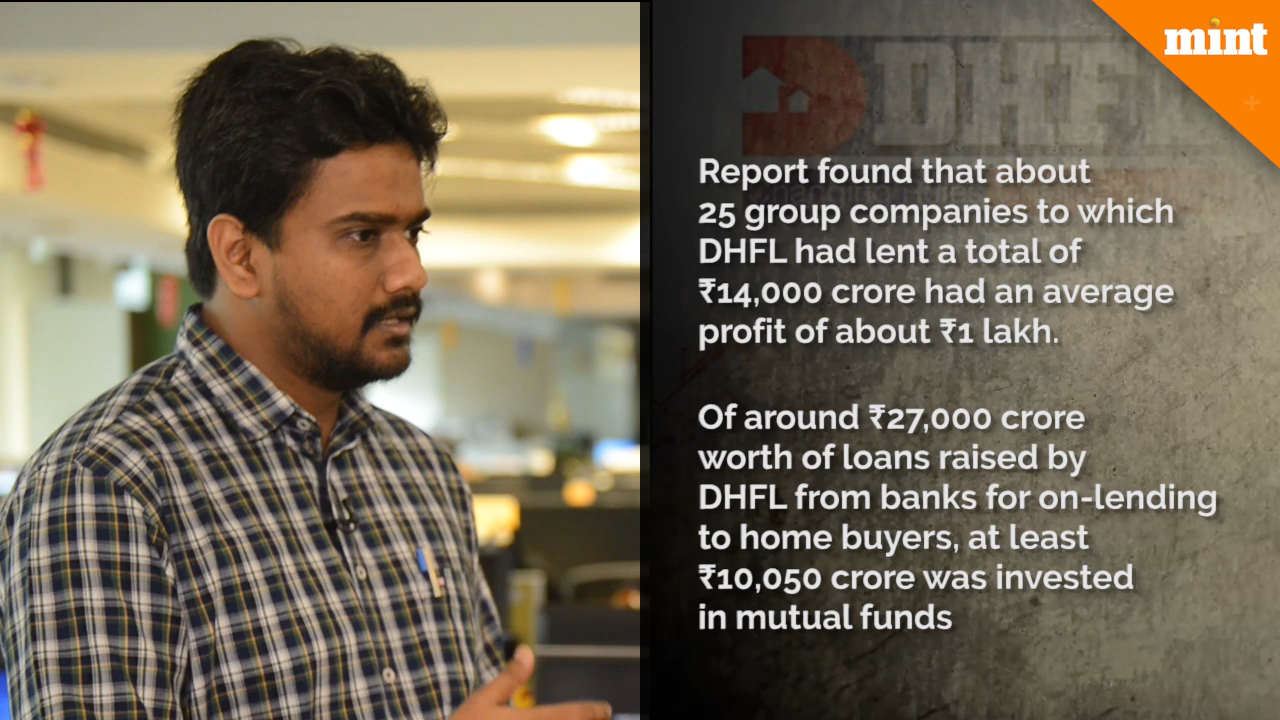 mint
DHFL
Report found that about
25 group companies to which
DHFL had lent a total of
₹14,000 crore had an average
profit of about ₹1 lakh.
Of around ₹27,000 crore
worth of loans raised by
DHFL from banks for on-lending
to home buyers, at least
₹10,050 crore was invested
in mutual funds